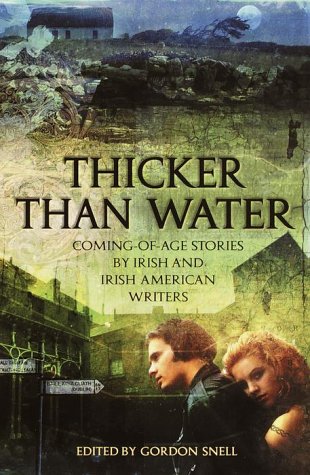 THICKER
THAN WATER
COMING-OF-AGE STORIES
BY IRISH AND
IRISH AMERICAN
WRITERS
EDITED BY GORDON SNELL